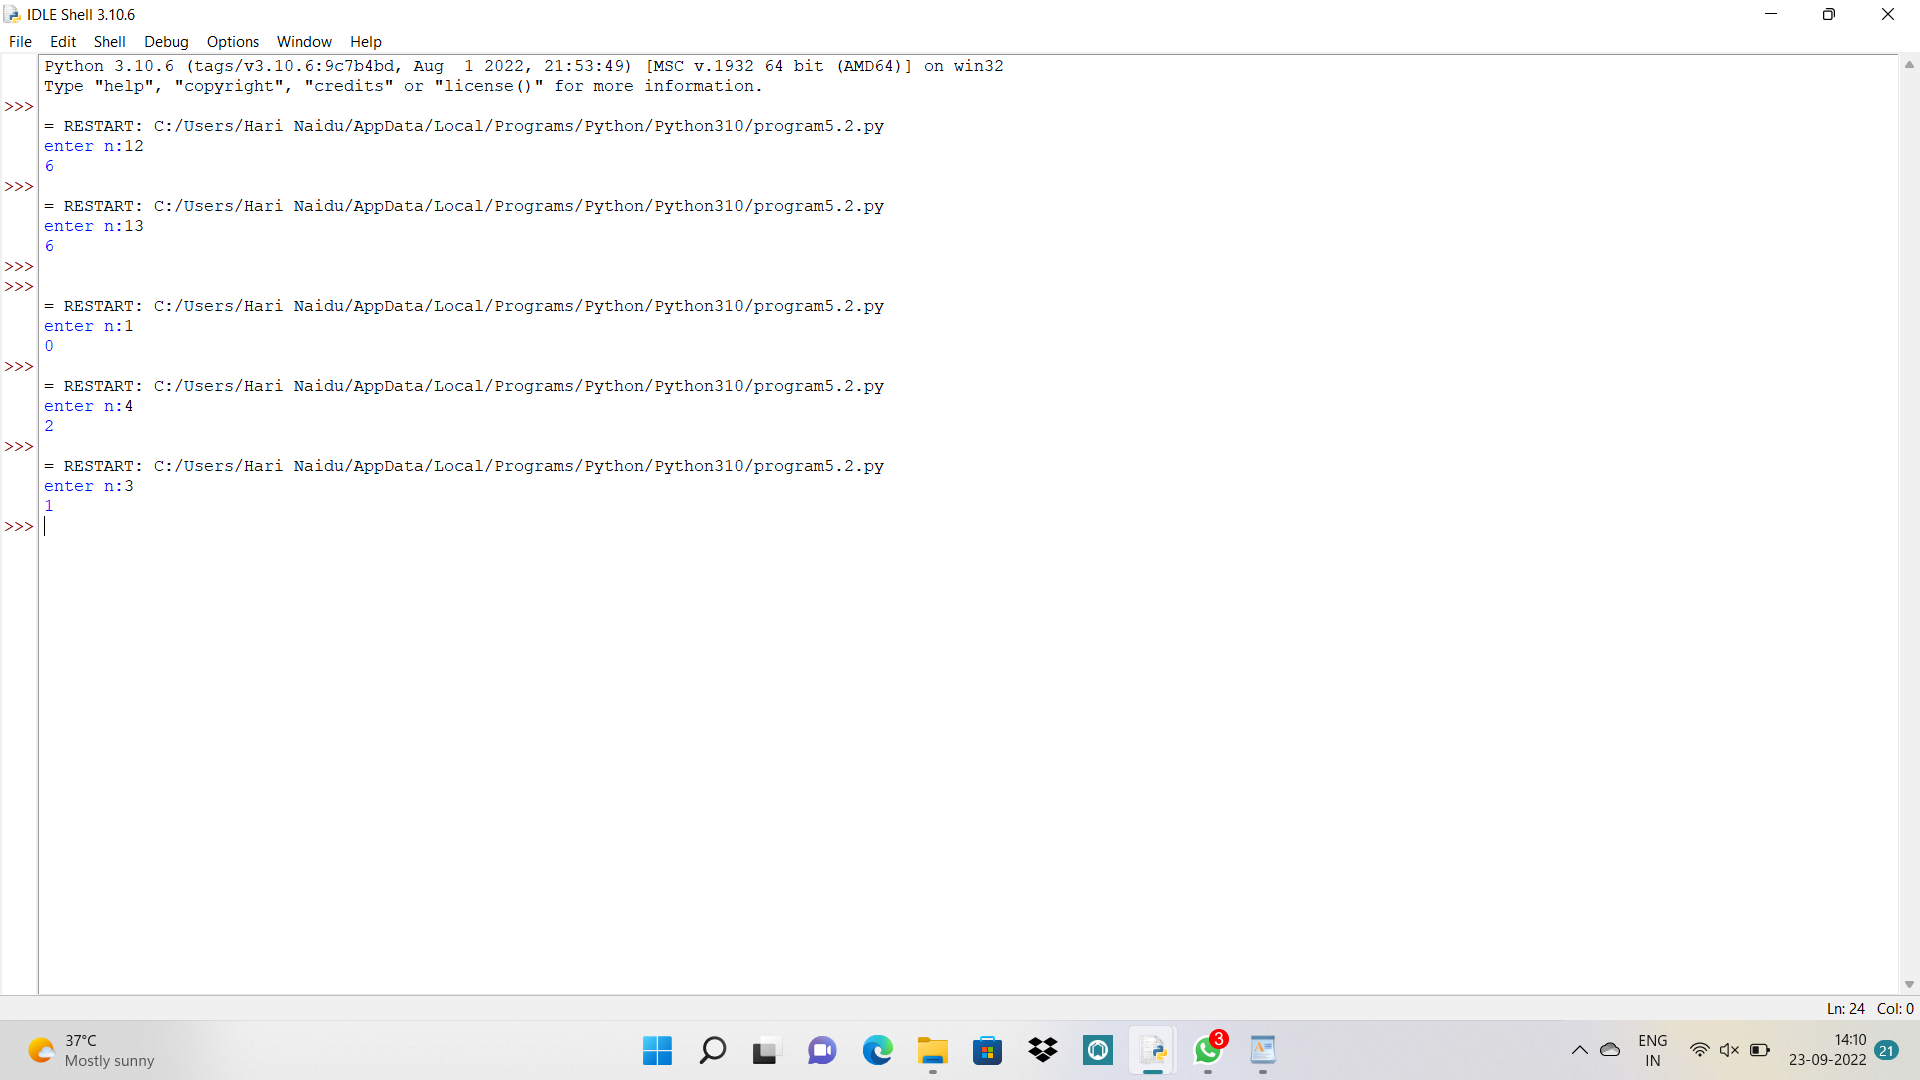 IDLE Shell 3.10.6
File Edit Shell Debug Options Window Help
Python 3.10.6 (tags/v3.10.6:9c7b4bd, Aug  1 2022, 21:53:49) [MSC v.1932 64 bit (AMD64)] on win32
Type "help", "copyright", "credits" or "license()" for more information.
>>>
= RESTART: C:/Users/Hari Naidu/AppData/Local/Programs/Python/Python310/program5.2.py
enter n:12
6
>>>
= RESTART: C:/Users/Hari Naidu/AppData/Local/Programs/Python/Python310/program5.2.py
enter n:13
6
>>>
>>>
= RESTART: C:/Users/Hari Naidu/AppData/Local/Programs/Python/Python310/program5.2.py
enter n:1
0
>>>
= RESTART: C:/Users/Hari Naidu/AppData/Local/Programs/Python/Python310/program5.2.py
enter n:4
2
>>>
= RESTART: C:/Users/Hari Naidu/AppData/Local/Programs/Python/Python310/program5.2.py
enter n:3
1
>>>
Ln: 24 Col: 0
37°C
Mostly sunny
3
ENG
IN
14:10
23-09-2022
21